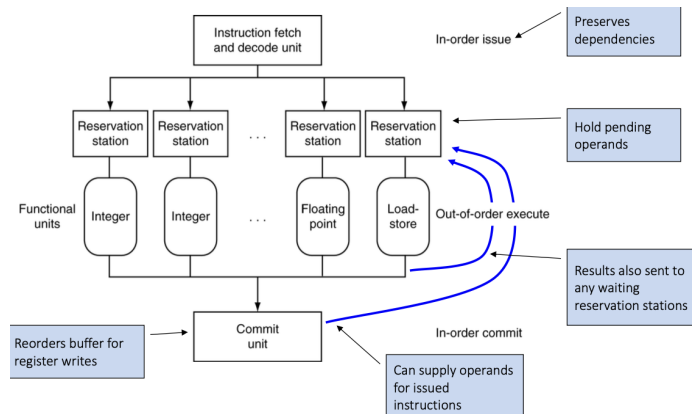 Instruction fetch
and decode unit
In-order issue
Preserves
dependencies
Reservation
station
Reservation
station
. . .
Reservation
station
Reservation
station
Hold pending
operands
Functional
units
Integer
Integer
. . .
Floating
point
Load-
store
Out-of-order execute
Results also sent to
any waiting
reservation stations
Reorders buffer for
register writes
Commit
unit
In-order commit
Can supply operands
for issued
instructions